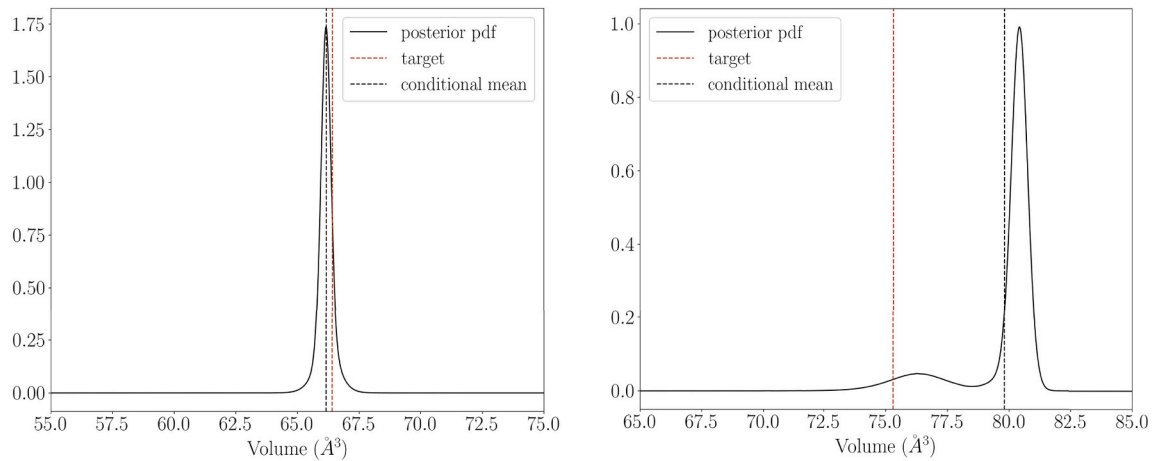 1.75
1.50
1.25
1.00
0.75
0.50
0.25
0.00
55.0 57.5 60.0 62.5 65.0 67.5 70.0 72.5 75.0
Volume (Å³)
posterior pdf
target
conditional mean
1.0
0.8
0.6
0.4
0.2
0.0
65.0 67.5 70.0 72.5 75.0 77.5 80.0 82.5 85.0
Volume (Å³)
posterior pdf
target
conditional mean